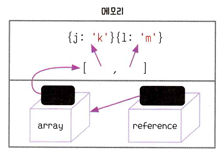 메모리
{j: 'k'}{l: 'm'}
[ , ]
array reference